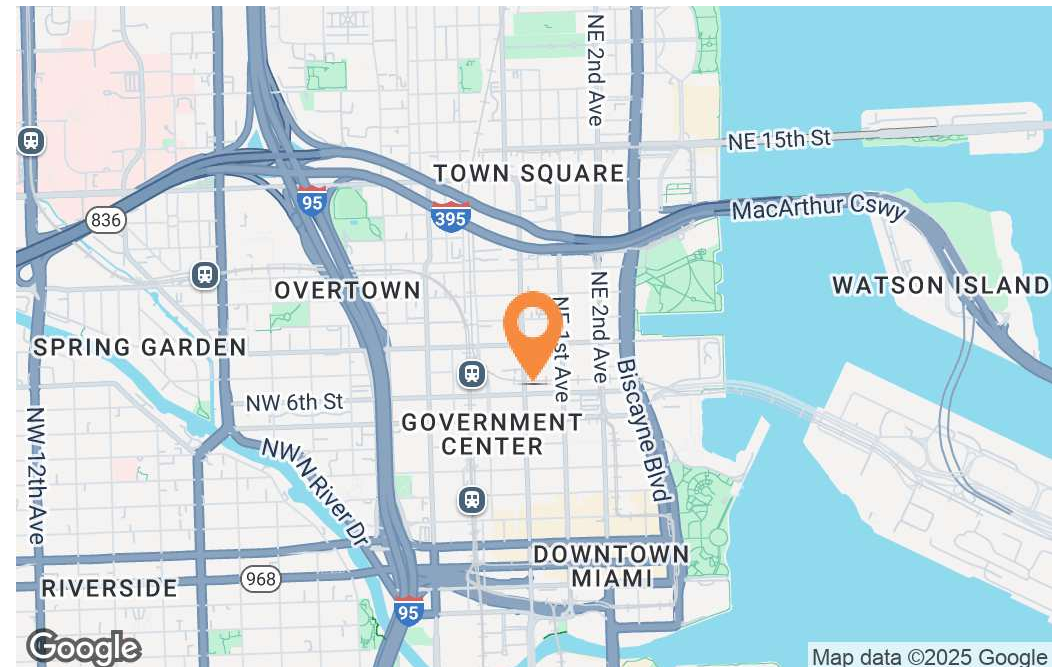 NE 2nd Ave
NE 15th St
TOWN SQUARE
95
395
836
MacArthur Cswy
OVERTOWN
NE 2nd Ave
WATSON ISLAND
NE 1st Ave
SPRING GARDEN
Biscayne Blvd
NW 6th St
NW 12th Ave
GOVERNMENT
CENTER
NW N River Dr
DOWNTOWN
MIAMI
RIVERSIDE
968
95
Google
Map data ©2025 Google